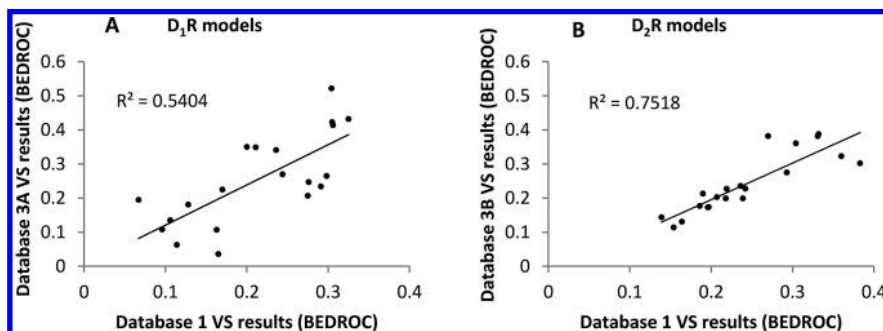 A
D₁R models
Database 3A VS results (BEDROC)
0.6
0.5
0.4
0.3
0.2
0.1
0
R² = 0.5404
0
0.1
0.2
0.3
0.4
Database 1 VS results (BEDROC)
B
D₂R models
Database 3B VS results (BEDROC)
0.6
0.5
0.4
0.3
0.2
0.1
0
R² = 0.7518
0
0.1
0.2
0.3
0.4
Database 1 VS results (BEDROC)